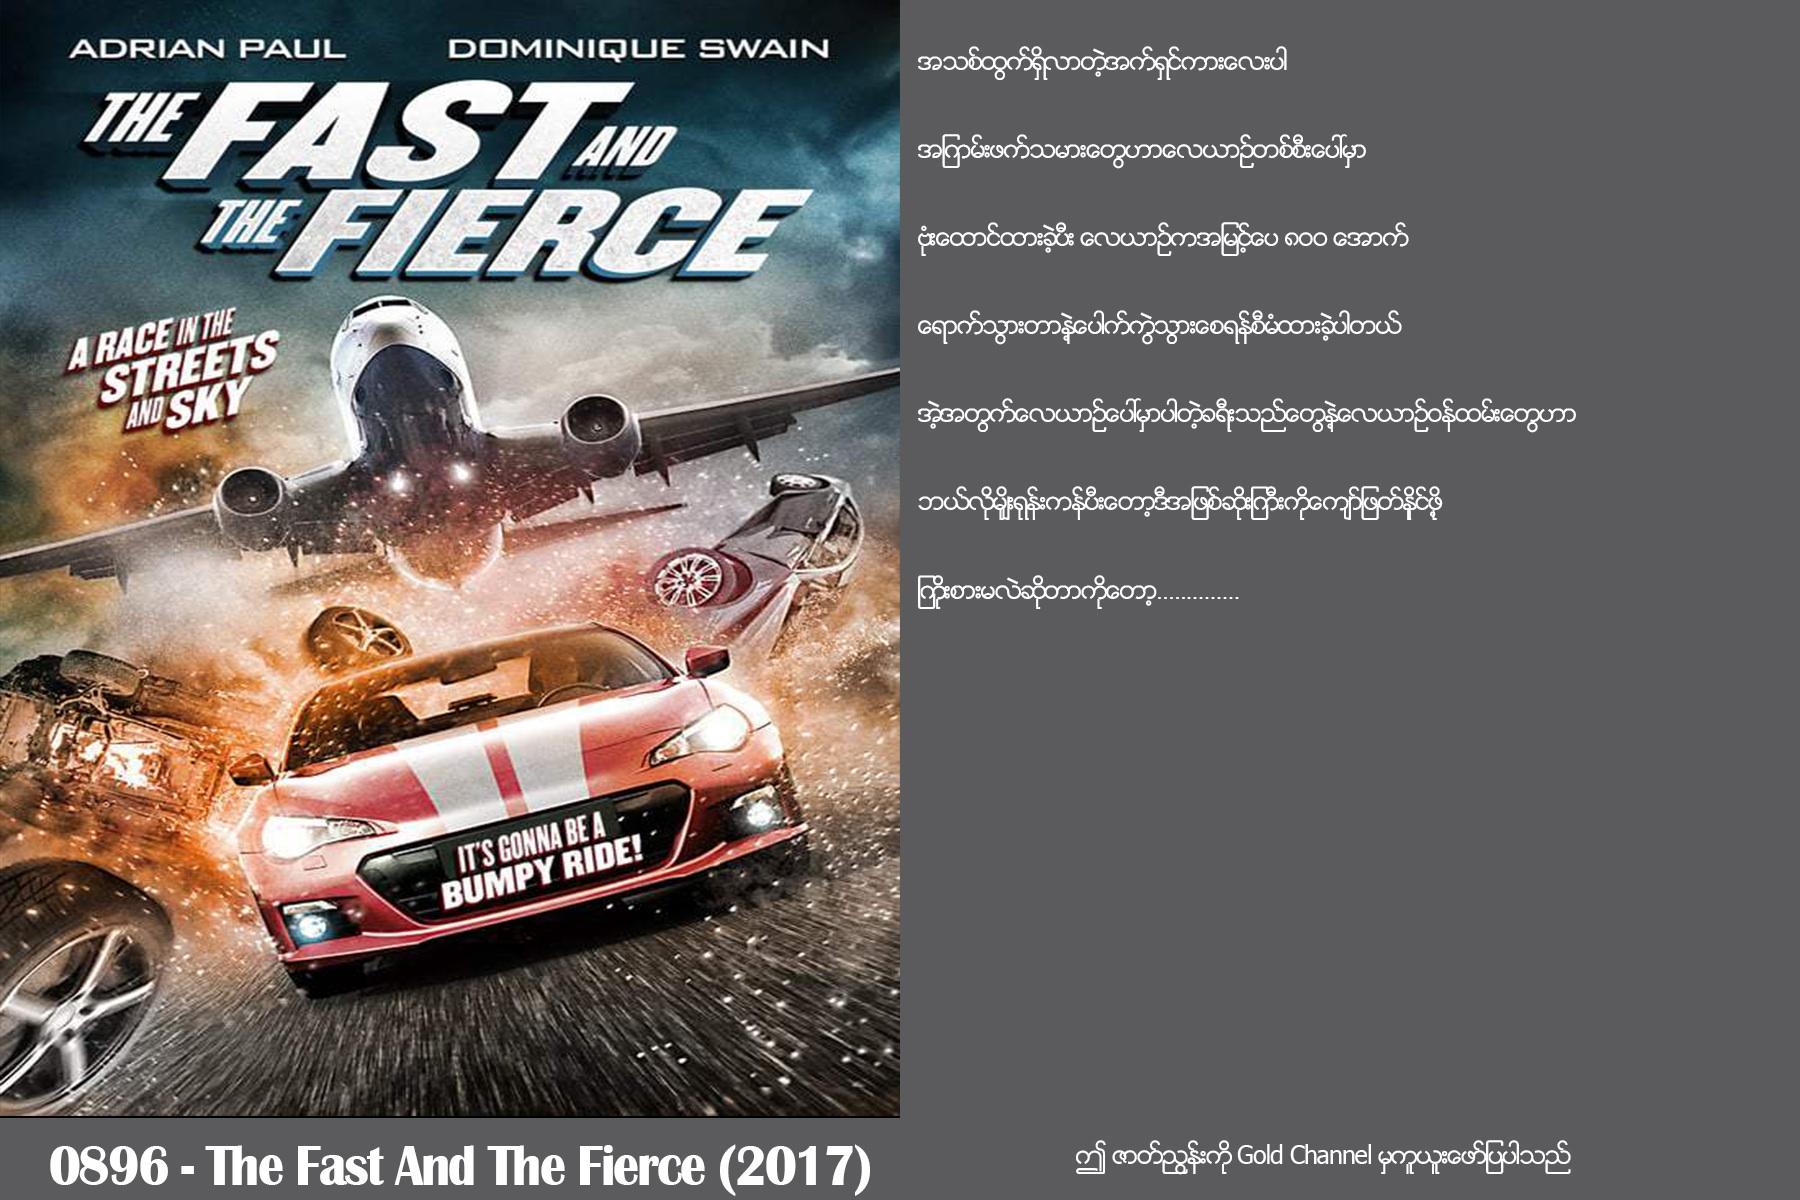 ADRIAN PAUL DOMINIQUE SWAIN
THE FAST AND
THE FIERCE
A RACE IN THE
STREETS
AND SKY
IT'S GONNA BE A
BUMPY RIDE!
0896 - The Fast And The Fierce (2017)
အသစ်ထွက်ရှိလာတဲ့အက်ရှင်ကားလေးပါ
အကြမ်းဖက်သမားတွေဟာလေယာဉ်တစ်စီးပေါ်မှာ
ဗုံးထောင်ထားခဲ့ပီး လေယာဉ်ကအမြင့်ပေ ၈၀၀ အောက်
ရောက်သွားတာနဲ့ပေါက်ကွဲသွားစေရန်စီမံထားခဲ့ပါတယ်
အဲ့အတွက်လေယာဉ်ပေါ်မှာပါတဲ့ခရီးသည်တွေနဲ့လေယာဉ်ဝန်ထမ်းတွေဟာ
ဘယ်လိုမျိုးရုန်းကန်ပီးတော့ဒီအဖြစ်ဆိုးကြီးကိုကျော်ဖြတ်နိုင်ဖို့
ကြိုးစားမလဲဆိုတာကိုတော့..............
ဤ ဇာတ်ညွှန်းကို Gold Channel မှကူယူးဖော်ပြပါသည်